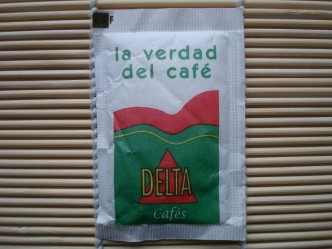 F
la verdad
del café
DELTA
Cafés